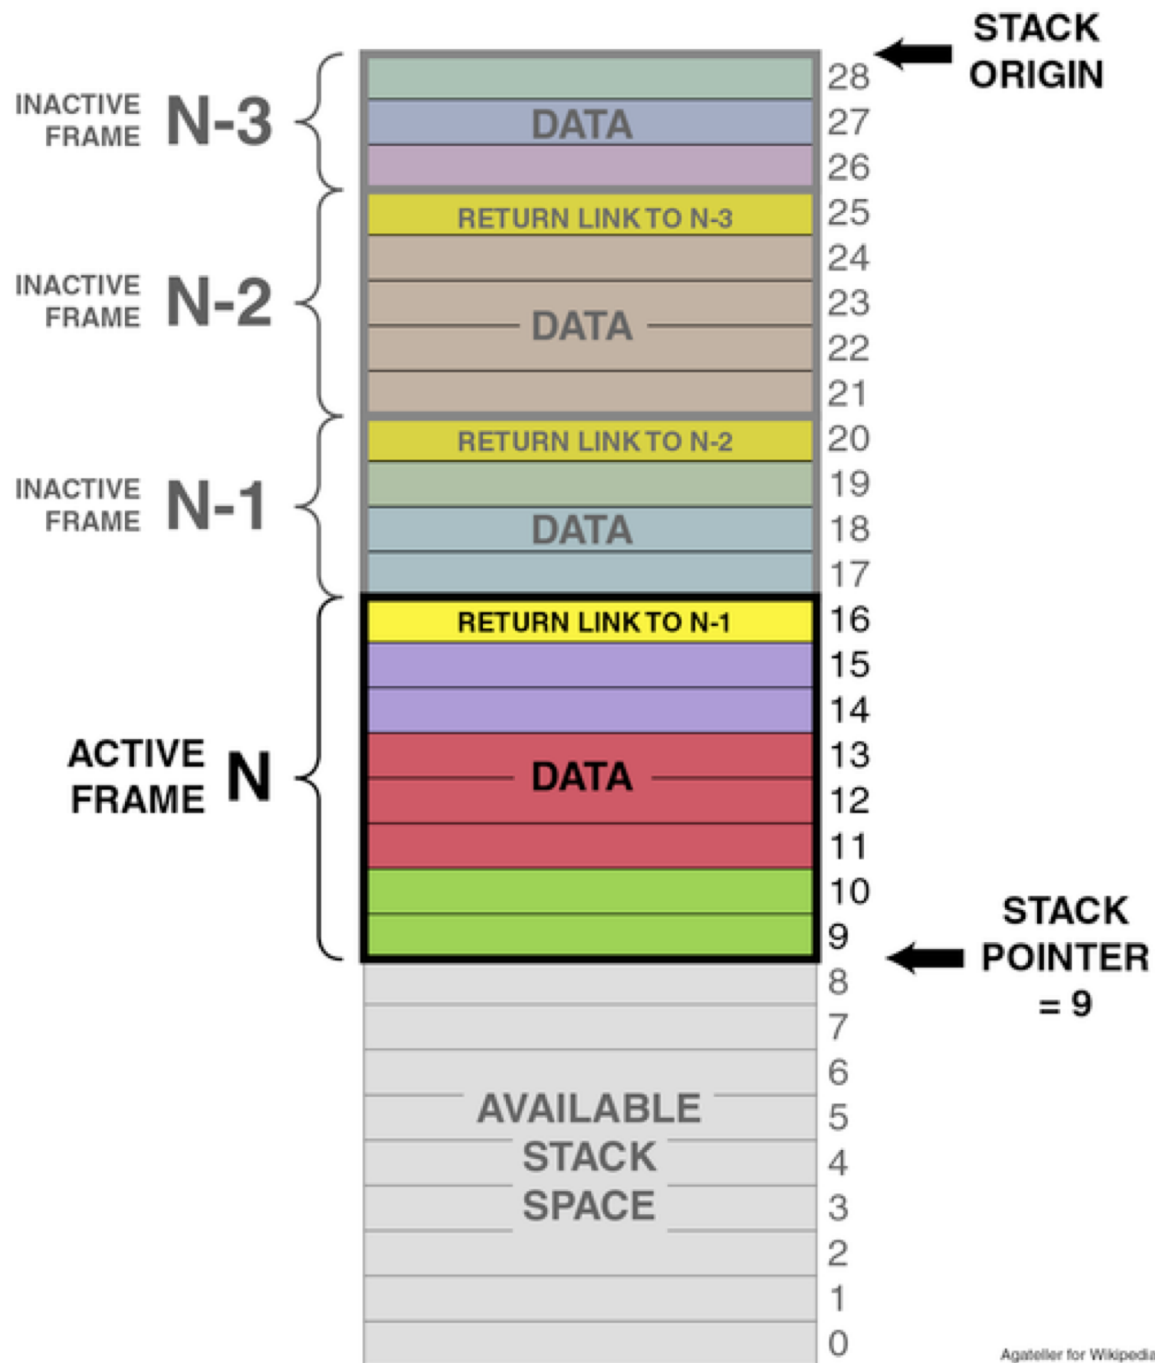 STACK
ORIGIN
28
INACTIVE
FRAME
N-3
DATA
27
26
RETURN LINK TO N-3
25
24
INACTIVE
FRAME
N-2
23
DATA
22
21
RETURN LINK TO N-2
20
19
INACTIVE
FRAME
N-1
DATA
18
17
RETURN LINK TO N-1
16
15
14
ACTIVE
FRAME
N
13
DATA
12
11
10
9
STACK
POINTER
= 9
8
7
6
AVAILABLE
5
STACK
4
SPACE
3
2
1
0
Agateller for Wikipedia